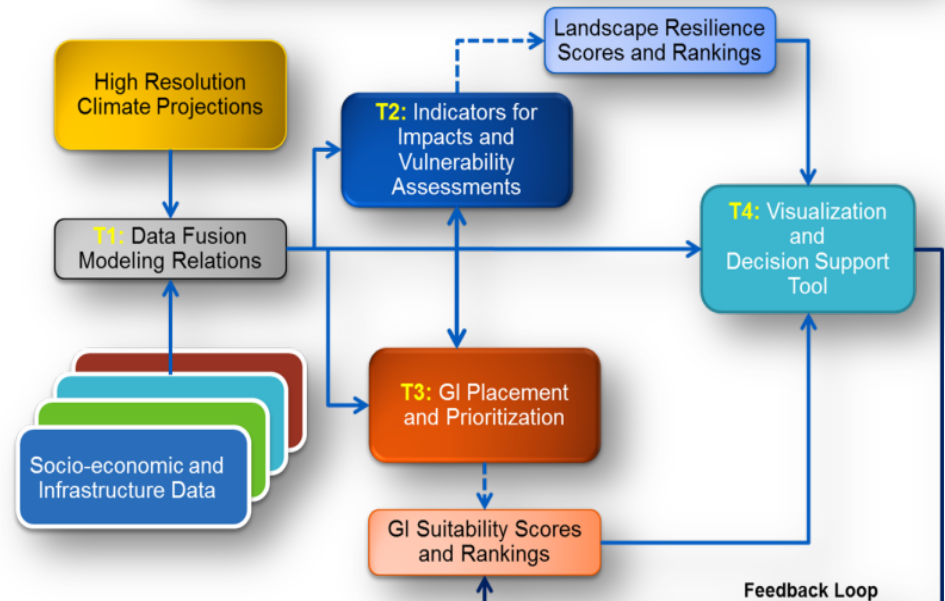 Landscape Resilience
Scores and Rankings
High Resolution
Climate Projections
T2: Indicators for
Impacts and
Vulnerability
Assessments
T1: Data Fusion
Modeling Relations
T4: Visualization
and
Decision Support
Tool
T3: GI Placement
and Prioritization
Socio-economic and
Infrastructure Data
GI Suitability Scores
and Rankings
Feedback Loop